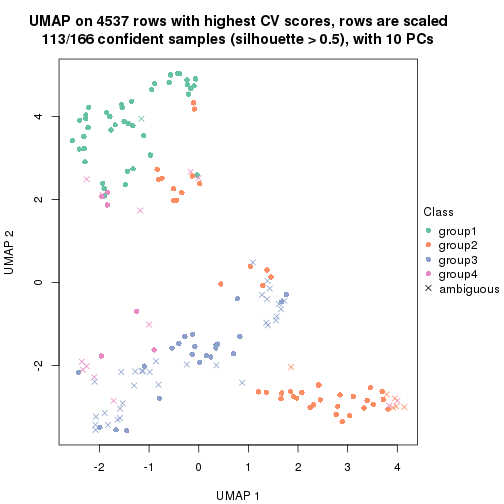 UMAP on 4537 rows with highest CV scores, rows are scaled
113/166 confident samples (silhouette > 0.5), with 10 PCs
4
2
0
-2
UMAP 2
-2
-1
0
1
2
3
4
UMAP 1
Class
group1
group2
group3
group4
ambiguous